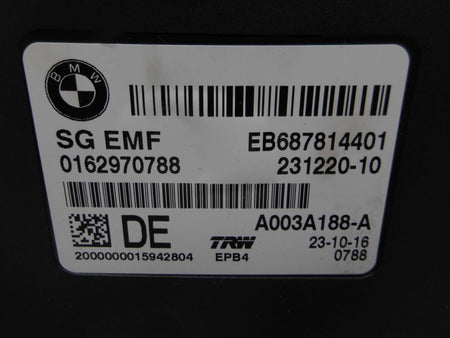 BMW
SG EMF EB687814401
0162970788 231220-10
DE TRW A003A188-A
EPB4 23-10-16
2000000015942804 0788